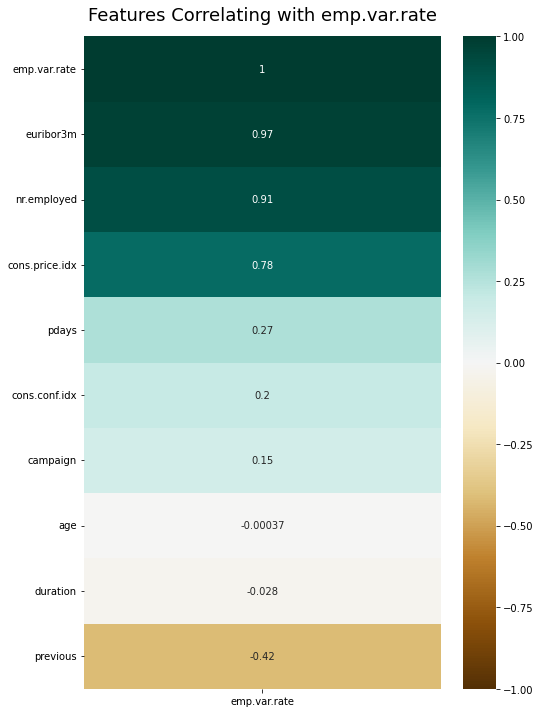 Features Correlating with emp.var.rate
emp.var.rate 1
euribor3m 0.97
nr.employed 0.91
cons.price.idx 0.78
pdays 0.27
cons.conf.idx 0.2
campaign 0.15
age -0.00037
duration -0.028
previous -0.42
emp.var.rate
1.00
0.75
0.50
0.25
0.00
−0.25
−0.50
−0.75
−1.00